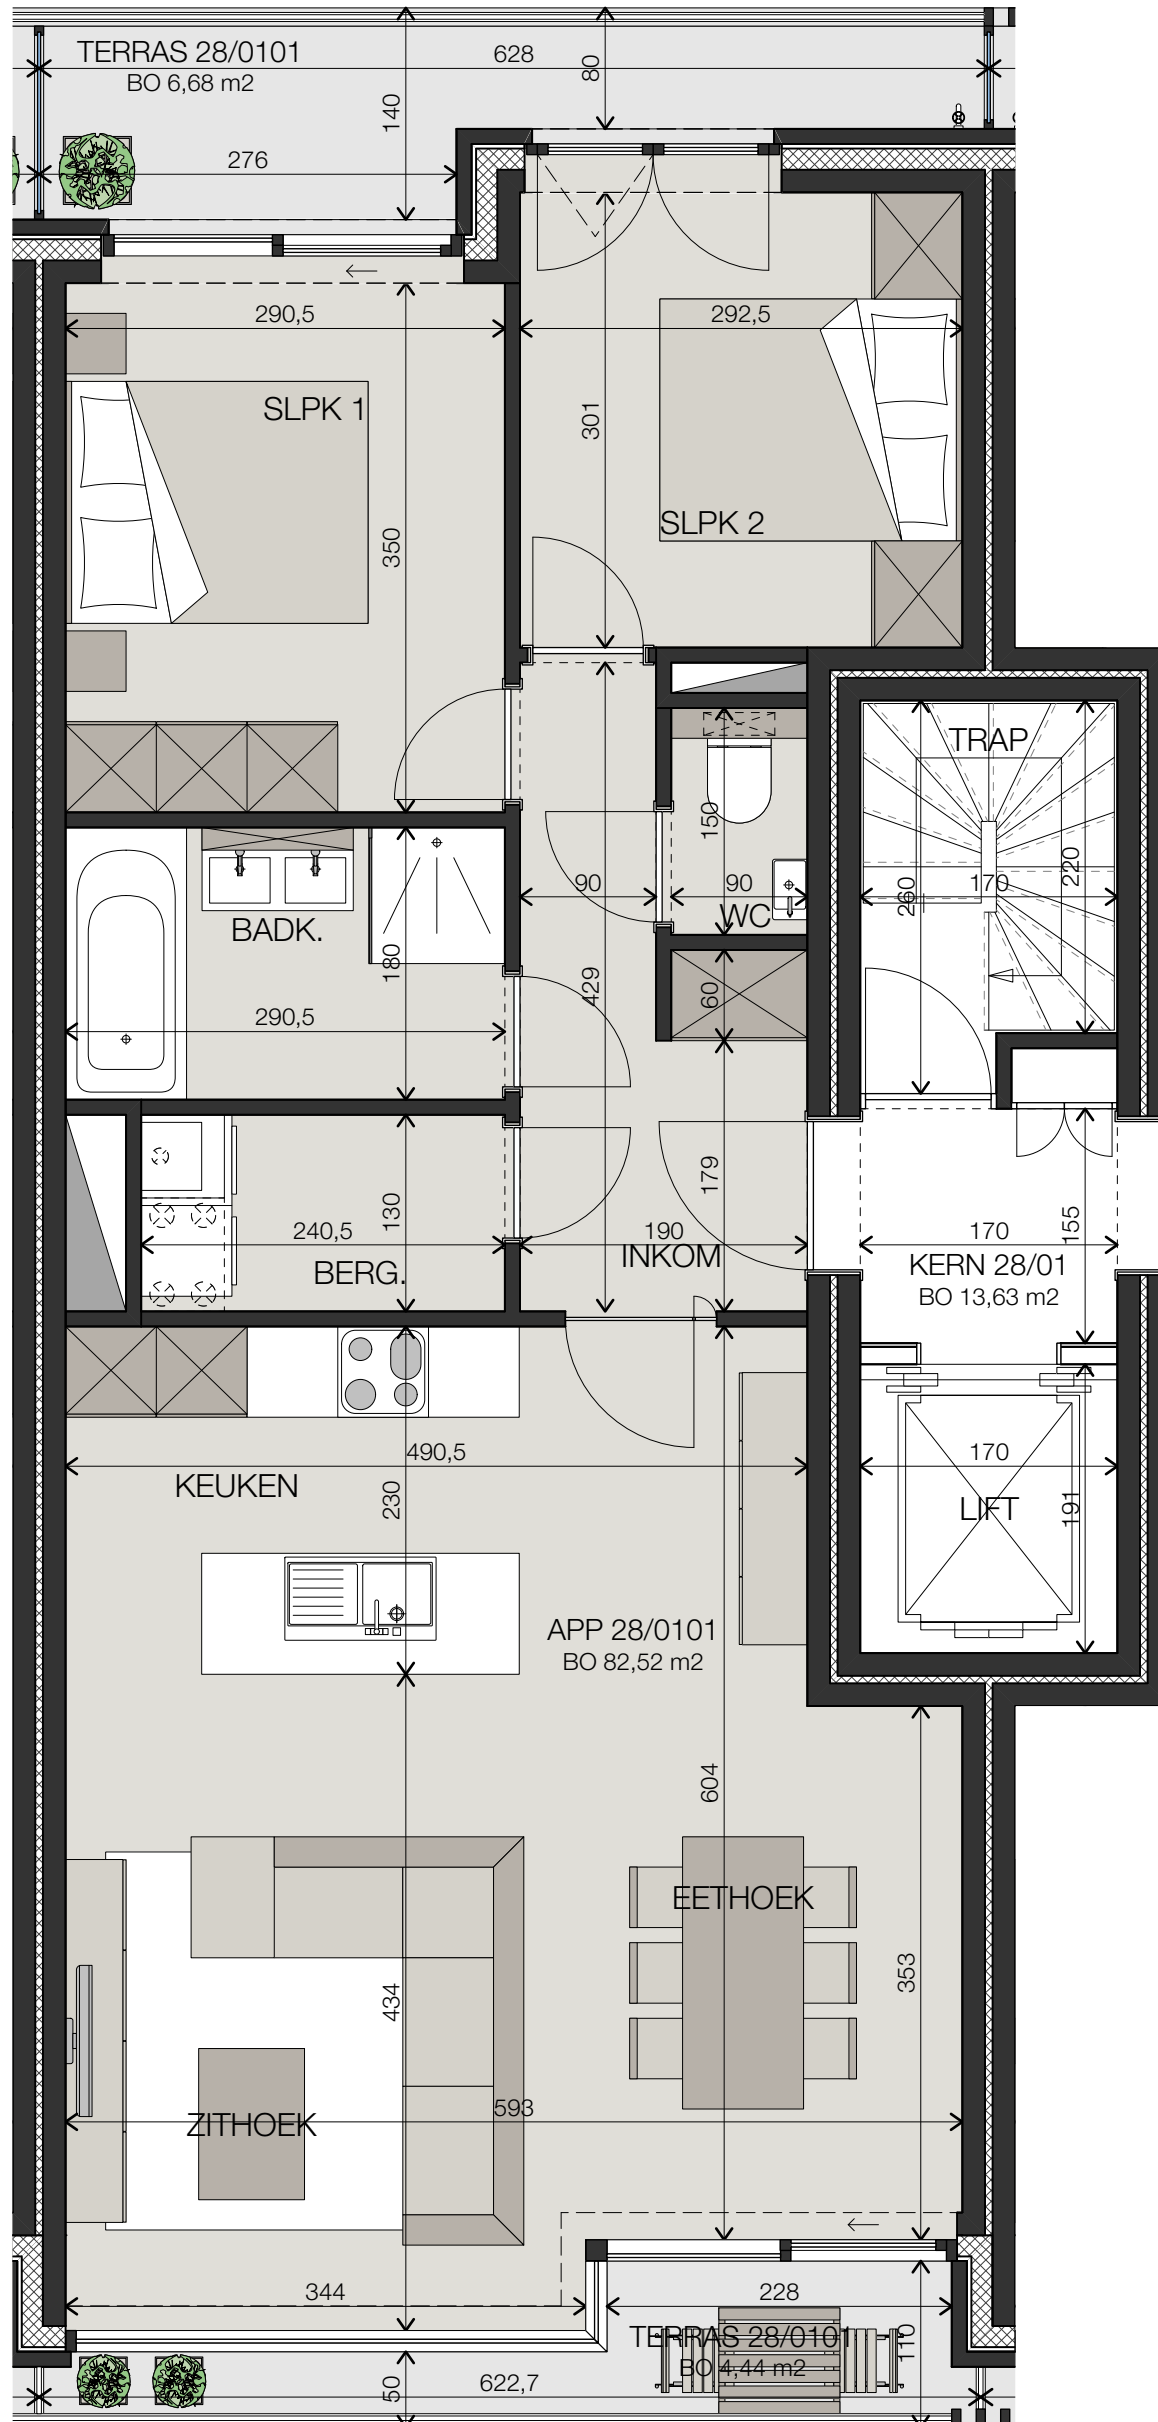 140
TERRAS 28/0101
BO 6,68 m2
628
80
276
290,5
292,5
SLPK 1
301
350
SLPK 2
TRAP
150
220
90
90
170
260
WC
BADK.
180
429
60
290,5
179
130
155
240,5
190
170
BERG.
INKOM
KERN 28/01
BO 13,63 m2
490,5
170
KEUKEN
230
LIFT
191
APP 28/0101
BO 82,52 m2
604
EETHOEK
353
434
593
ZITHOEK
344
228
TERRAS 28/0101
BO 4,44 m2
110
50
622,7